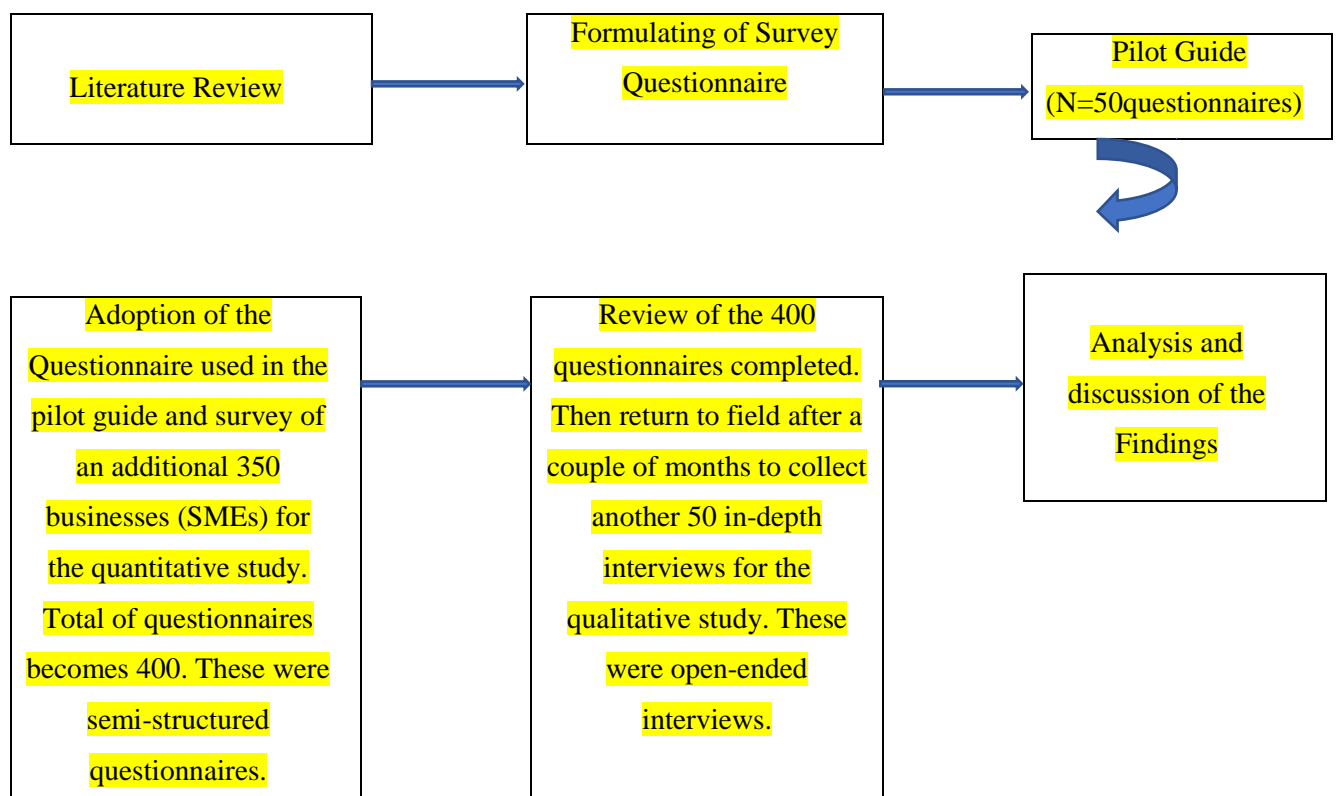 Literature Review
Formulating of Survey
Questionnaire
Pilot Guide
(N=50questionnaires)
Adoption of the
Questionnaire used in the
pilot guide and survey of
an additional 350
businesses (SMEs) for
the quantitative study.
Total of questionnaires
becomes 400. These were
semi-structured
questionnaires.
Review of the 400
questionnaires completed.
Then return to field after a
couple of months to collect
another 50 in-depth
interviews for the
qualitative study. These
were open-ended
interviews.
Analysis and
discussion of the
Findings